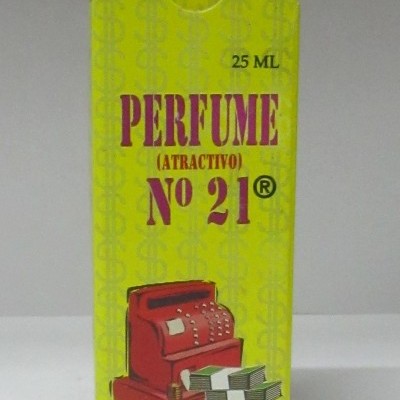 25 ML
PERFUME
(ATRACTIVO)
Nº 21®